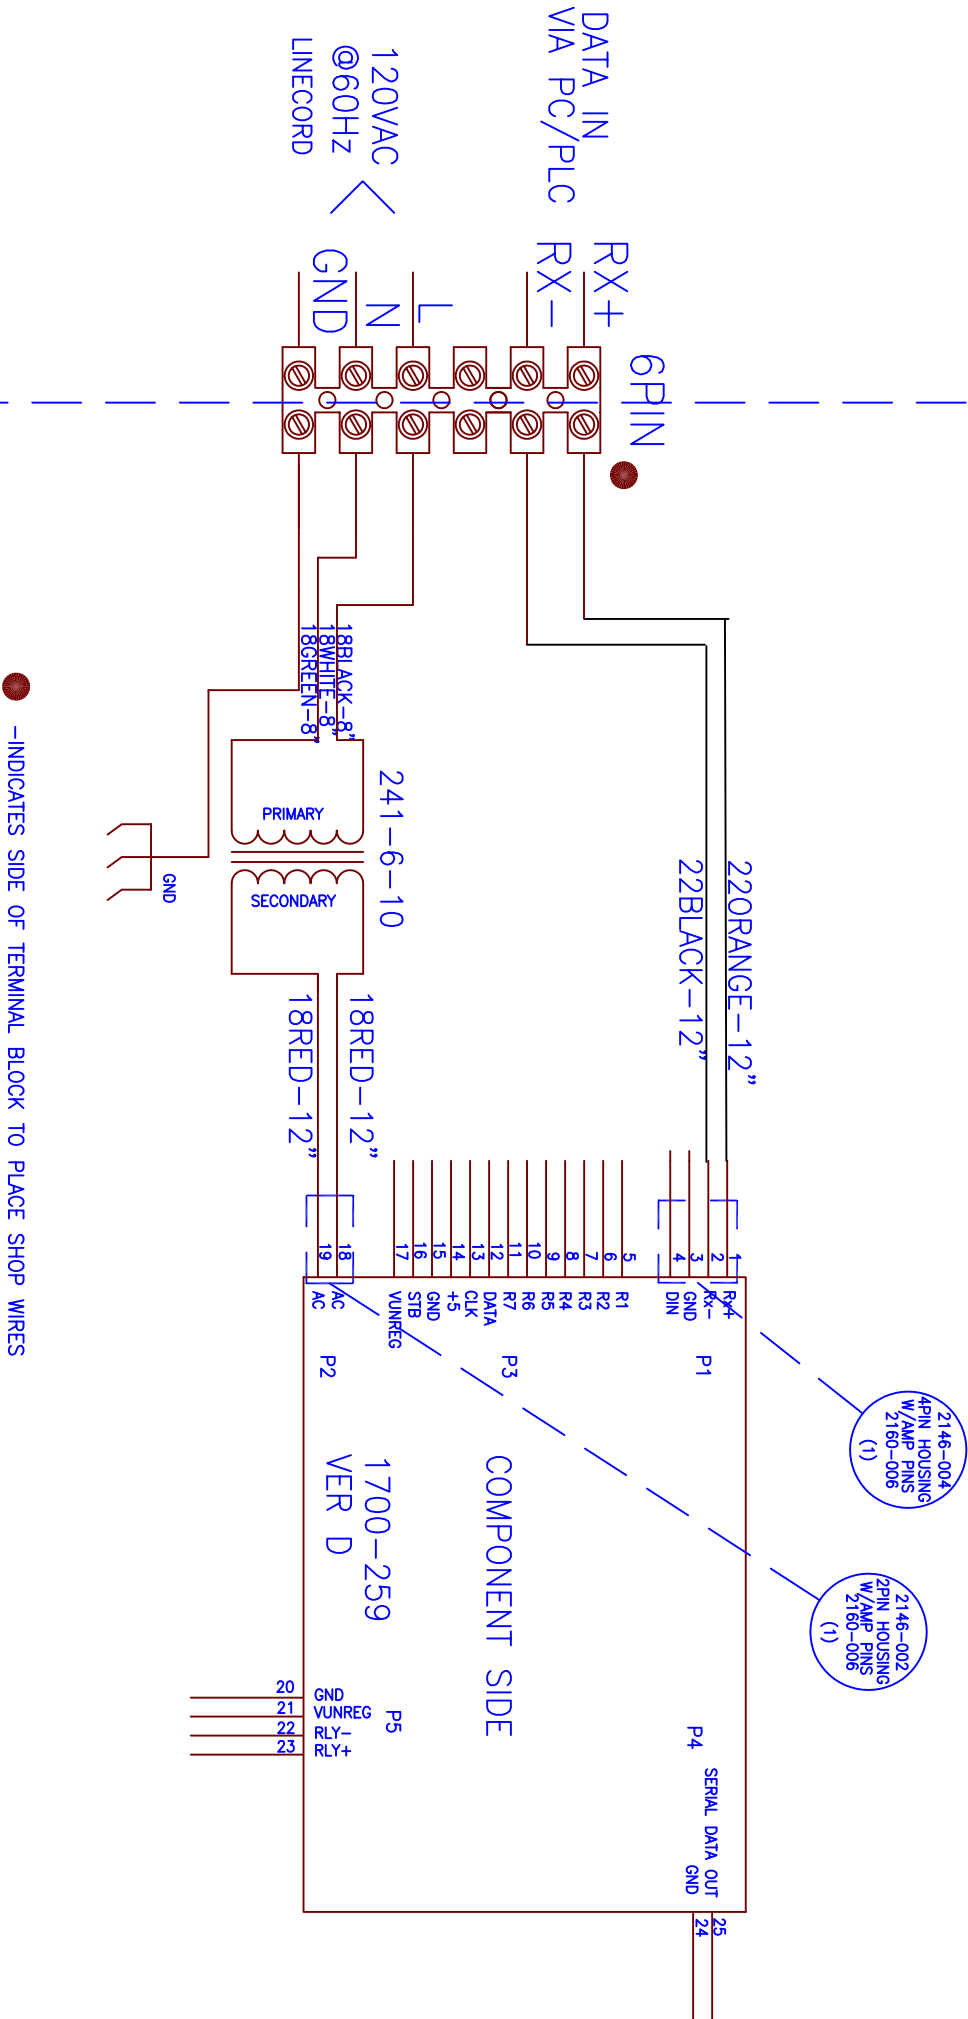 DATA IN
VIA PC/PLC
RX+
RX-
6PIN
120VAC
@60Hz
LINECORD
L
N
GND
18BLACK-8"
18WHITE-8"
18GREEN-8"
241-6-10
PRIMARY
SECONDARY
GND
22ORANGE-12"
22BLACK-12"
18RED-12"
18RED-12"
1 Rx+
2 Rx-
3 GND
4 DIN
P1
5 R1
6 R2
7 R3
8 R4
9 R5
10 R6
11 R7
12 DATA
13 CLK
14 +5
15 GND
16 STB
17 VUNREG
P3
18 AC
19 AC
P2
2146-004
4PIN HOUSING
W/AMP PINS
2160-006
(1)
2146-002
2PIN HOUSING
W/AMP PINS
2160-006
(1)
COMPONENT SIDE
1700-259
VER D
P4
SERIAL DATA OUT 25
GND 24
P5
20 GND
21 VUNREG
22 RLY-
23 RLY+
-INDICATES SIDE OF TERMINAL BLOCK TO PLACE SHOP WIRES